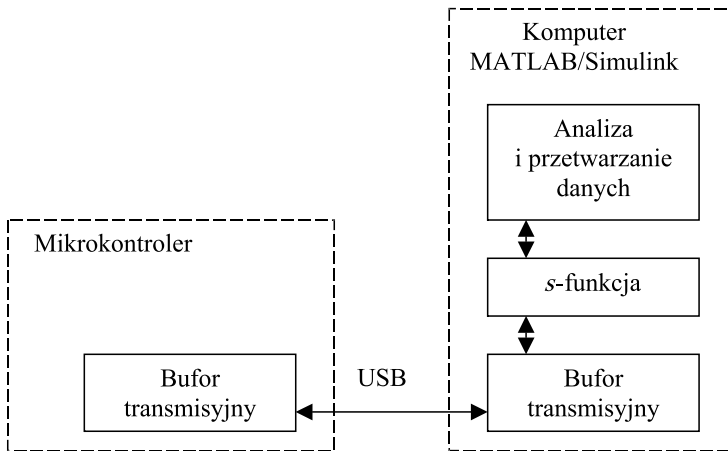 Komputer
MATLAB/Simulink
Analiza
i przetwarzanie
danych
Mikrokontroler
s-funkcja
Bufor
transmisyjny
USB
Bufor
transmisyjny